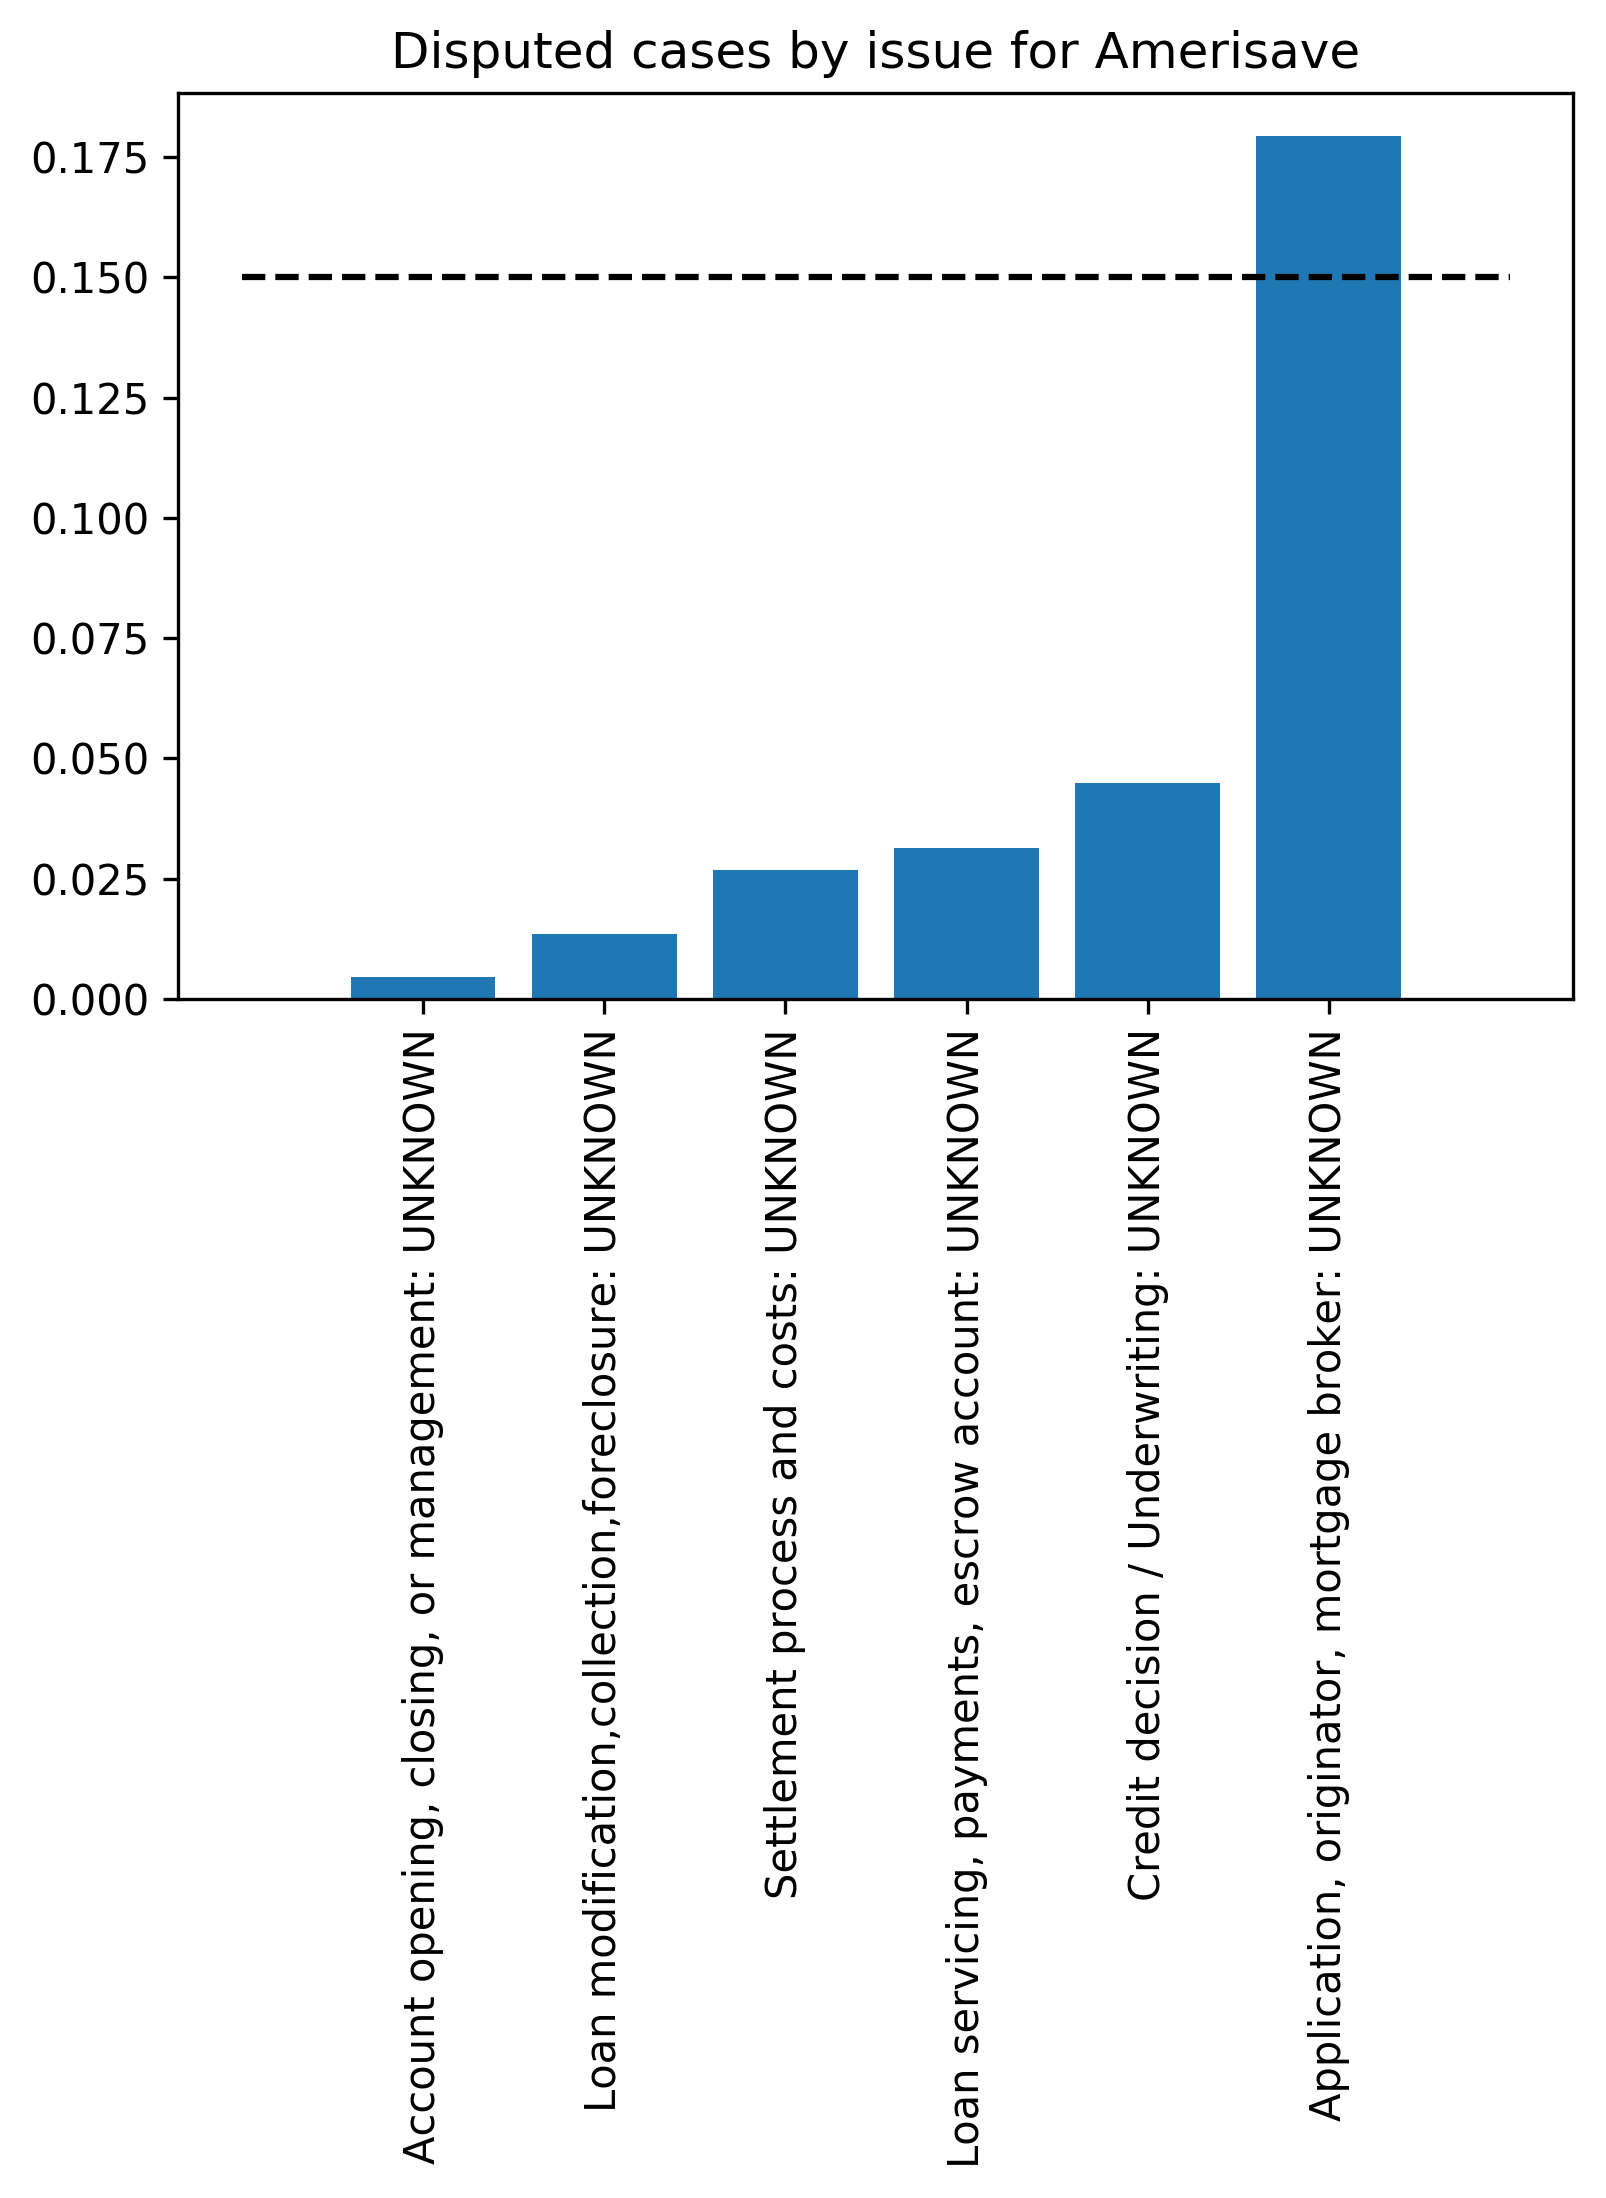 Disputed cases by issue for Amerisave
0.175
0.150
0.125
0.100
0.075
0.050
0.025
0.000
Account opening, closing, or management: UNKNOWN
Loan modification,collection,foreclosure: UNKNOWN
Settlement process and costs: UNKNOWN
Loan servicing, payments, escrow account: UNKNOWN
Credit decision / Underwriting: UNKNOWN
Application, originator, mortgage broker: UNKNOWN